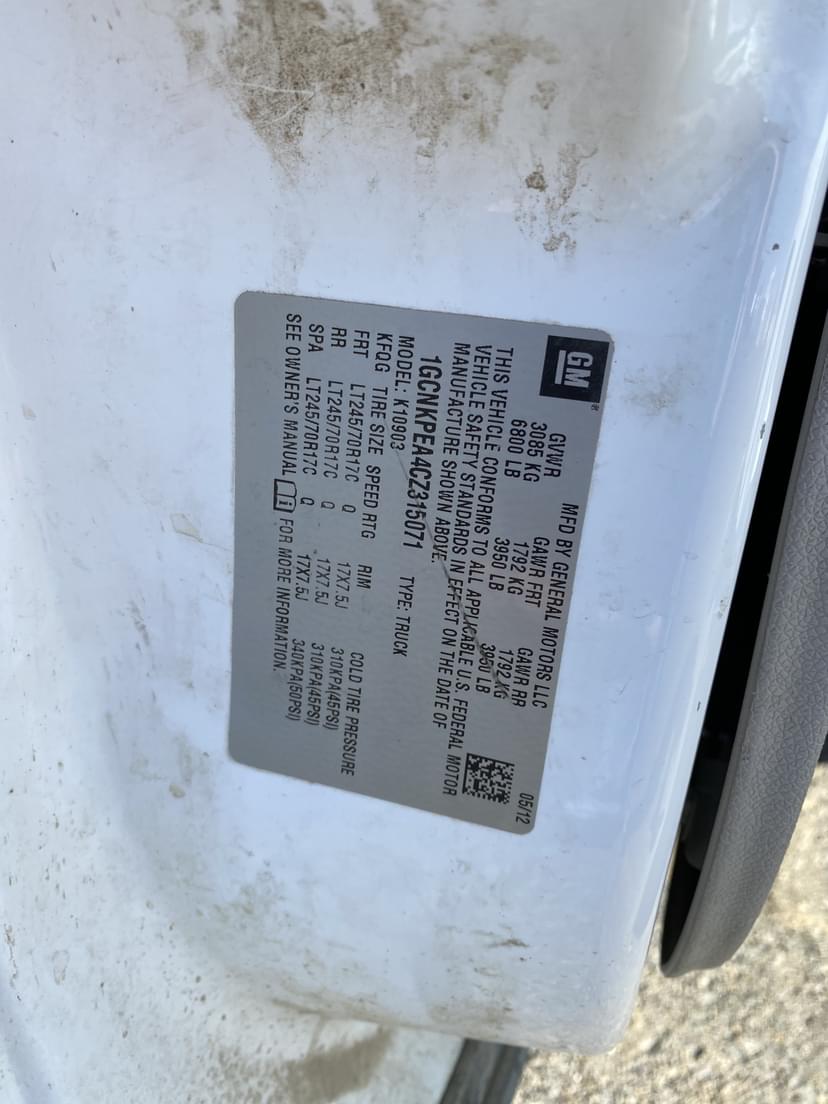 GM®
MFD BY GENERAL MOTORS LLC 05/12
GVWR GAWR FRT GAWR RR
3085 KG 1792 KG 1792 KG
6800 LB 3950 LB 3950 LB
THIS VEHICLE CONFORMS TO ALL APPLICABLE U.S. FEDERAL MOTOR
VEHICLE SAFETY STANDARDS IN EFFECT ON THE DATE OF
MANUFACTURE SHOWN ABOVE.
1GCNKPEA4CZ315071 TYPE: TRUCK
MODEL: K10903
KFQG TIRE SIZE SPEED RTG RIM COLD TIRE PRESSURE
FRT LT245/70R17C Q 17X7.5J 310KPA(45PSI)
RR LT245/70R17C Q 17X7.5J 310KPA(45PSI)
SPA LT245/70R17C Q 17X7.5J 340KPA(50PSI)
SEE OWNER'S MANUAL FOR MORE INFORMATION.